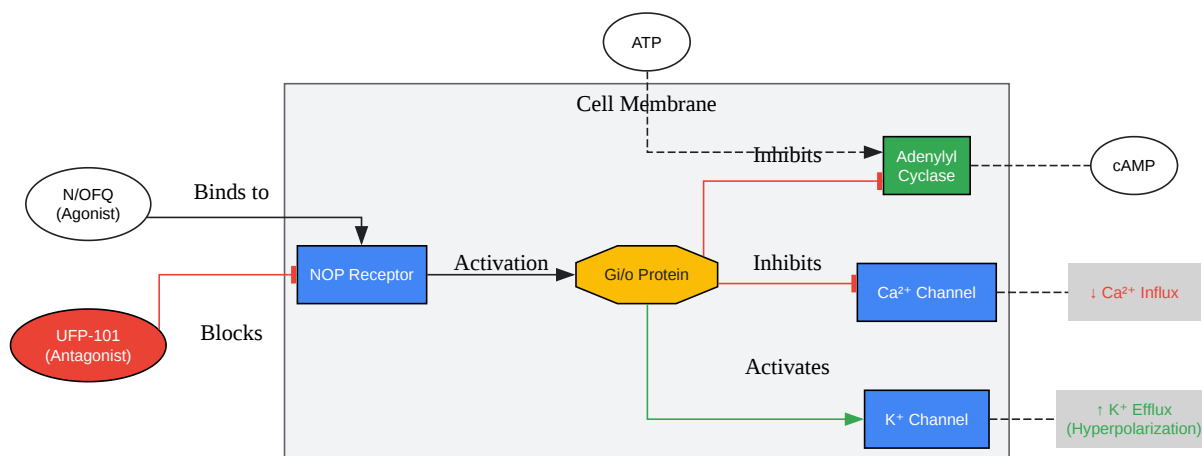 ATP
Cell Membrane
Inhibits
Adenylyl
Cyclase
cAMP
N/OFQ
(Agonist)
Binds to
NOP Receptor
Activation
Gi/o Protein
Inhibits
Ca²⁺ Channel
↓ Ca²⁺ Influx
UFP-101
(Antagonist)
Blocks
Activates
K⁺ Channel
↑ K⁺ Efflux
(Hyperpolarization)